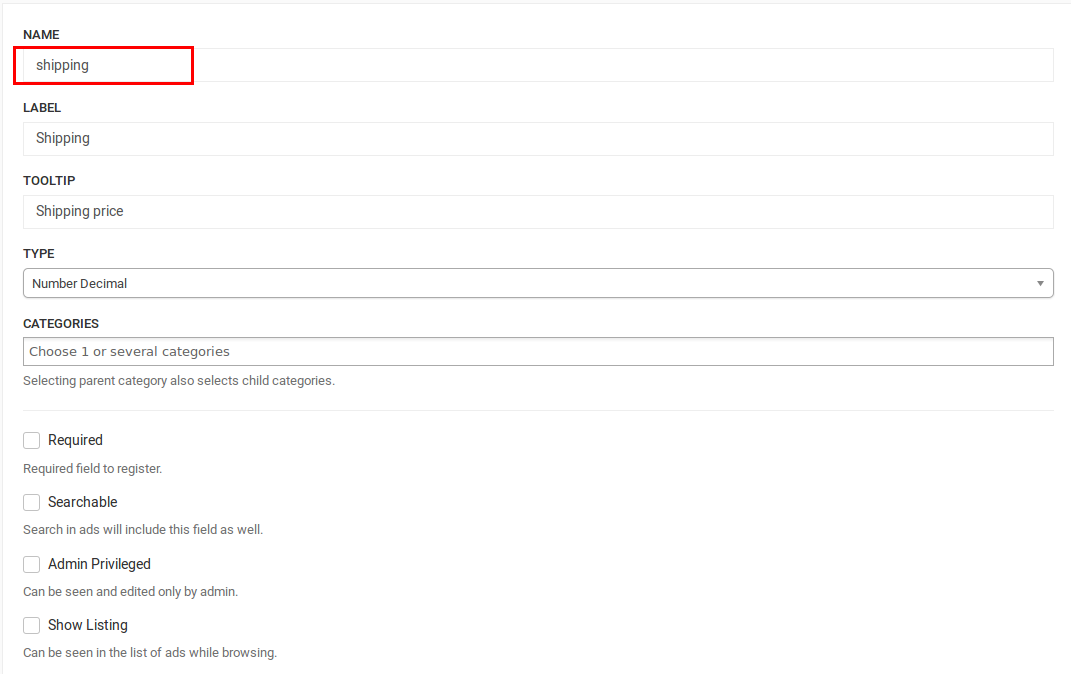 NAME
shipping
LABEL
Shipping
TOOLTIP
Shipping price
TYPE
Number Decimal
CATEGORIES
Choose 1 or several categories
Selecting parent category also selects child categories.
Required
Required field to register.
Searchable
Search in ads will include this field as well.
Admin Privileged
Can be seen and edited only by admin.
Show Listing
Can be seen in the list of ads while browsing.